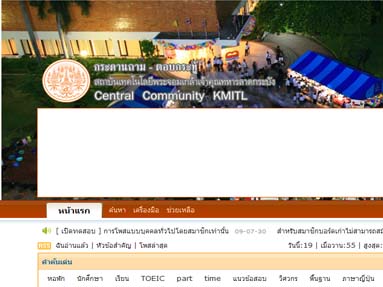 กระดานถาม - ตอบกระทู้
สถาบันเทคโนโลยีพระจอมเกล้าเจ้าคุณทหารลาดกระบัง
Central Community KMITL
หน้าแรก ค้นหา เครื่องมือ ช่วยเหลือ
[ เปิดทดสอบ ] การโพสแบบบุคคลทั่วไปโดยสมาชิกเท่านั้น 09-07-30 สำหรับสมาชิกบอร์ดเก่าไม่สามารถสมั
RSS ฉันอ่านแล้ว | หัวข้อสำคัญ | โพสล่าสุด วันนี้:19 | เมื่อวาน:55 | สูงสุด:
คำค้นเด่น
หอพัก นักศึกษา เรียน TOEIC part time แนวข้อสอบ วิศวกร พื้นฐาน ภาษาญี่ปุ่น